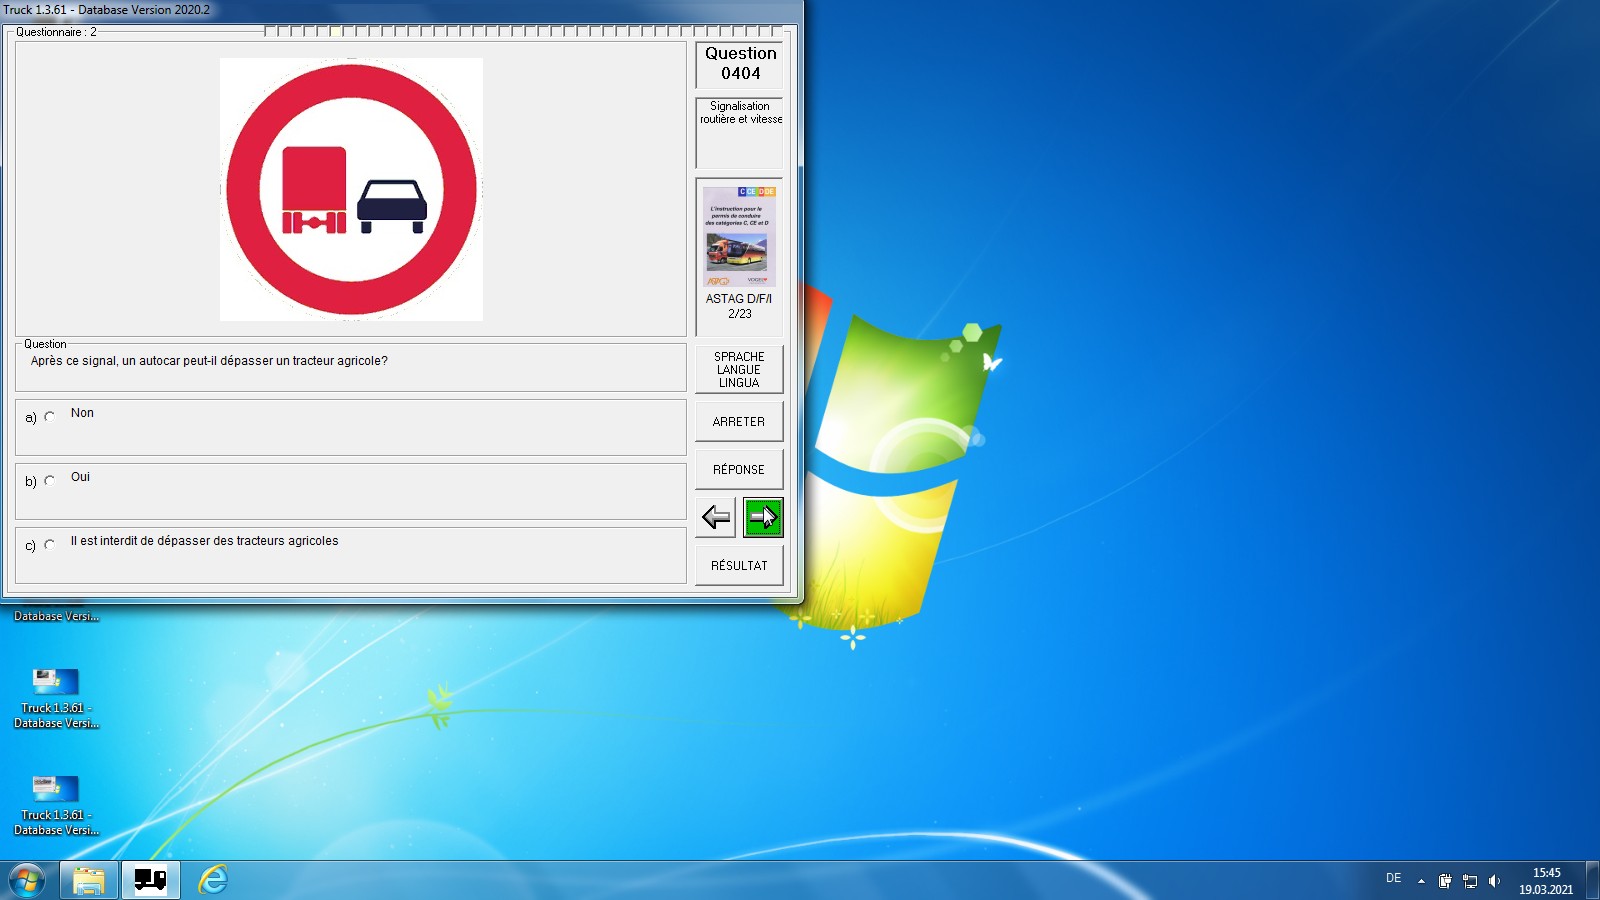 Truck 1.3.61 - Database Version 2020.2
Questionnaire : 2
Question
0404
Signalisation
routière et vitesse
C CE D DE
L'instruction pour le
permis de conduire
des catégories C, CE et D
ASTAG D/F/I
2/23
Question
Après ce signal, un autocar peut-il dépasser un tracteur agricole?
SPRACHE
LANGUE
LINGUA
a) Non
ARRETER
b) Oui
RÉPONSE
c) Il est interdit de dépasser des tracteurs agricoles
RÉSULTAT
Database Versi...
Truck 1.3.61 -
Database Versi...
Truck 1.3.61 -
Database Versi...
DE
15:45
19.03.2021